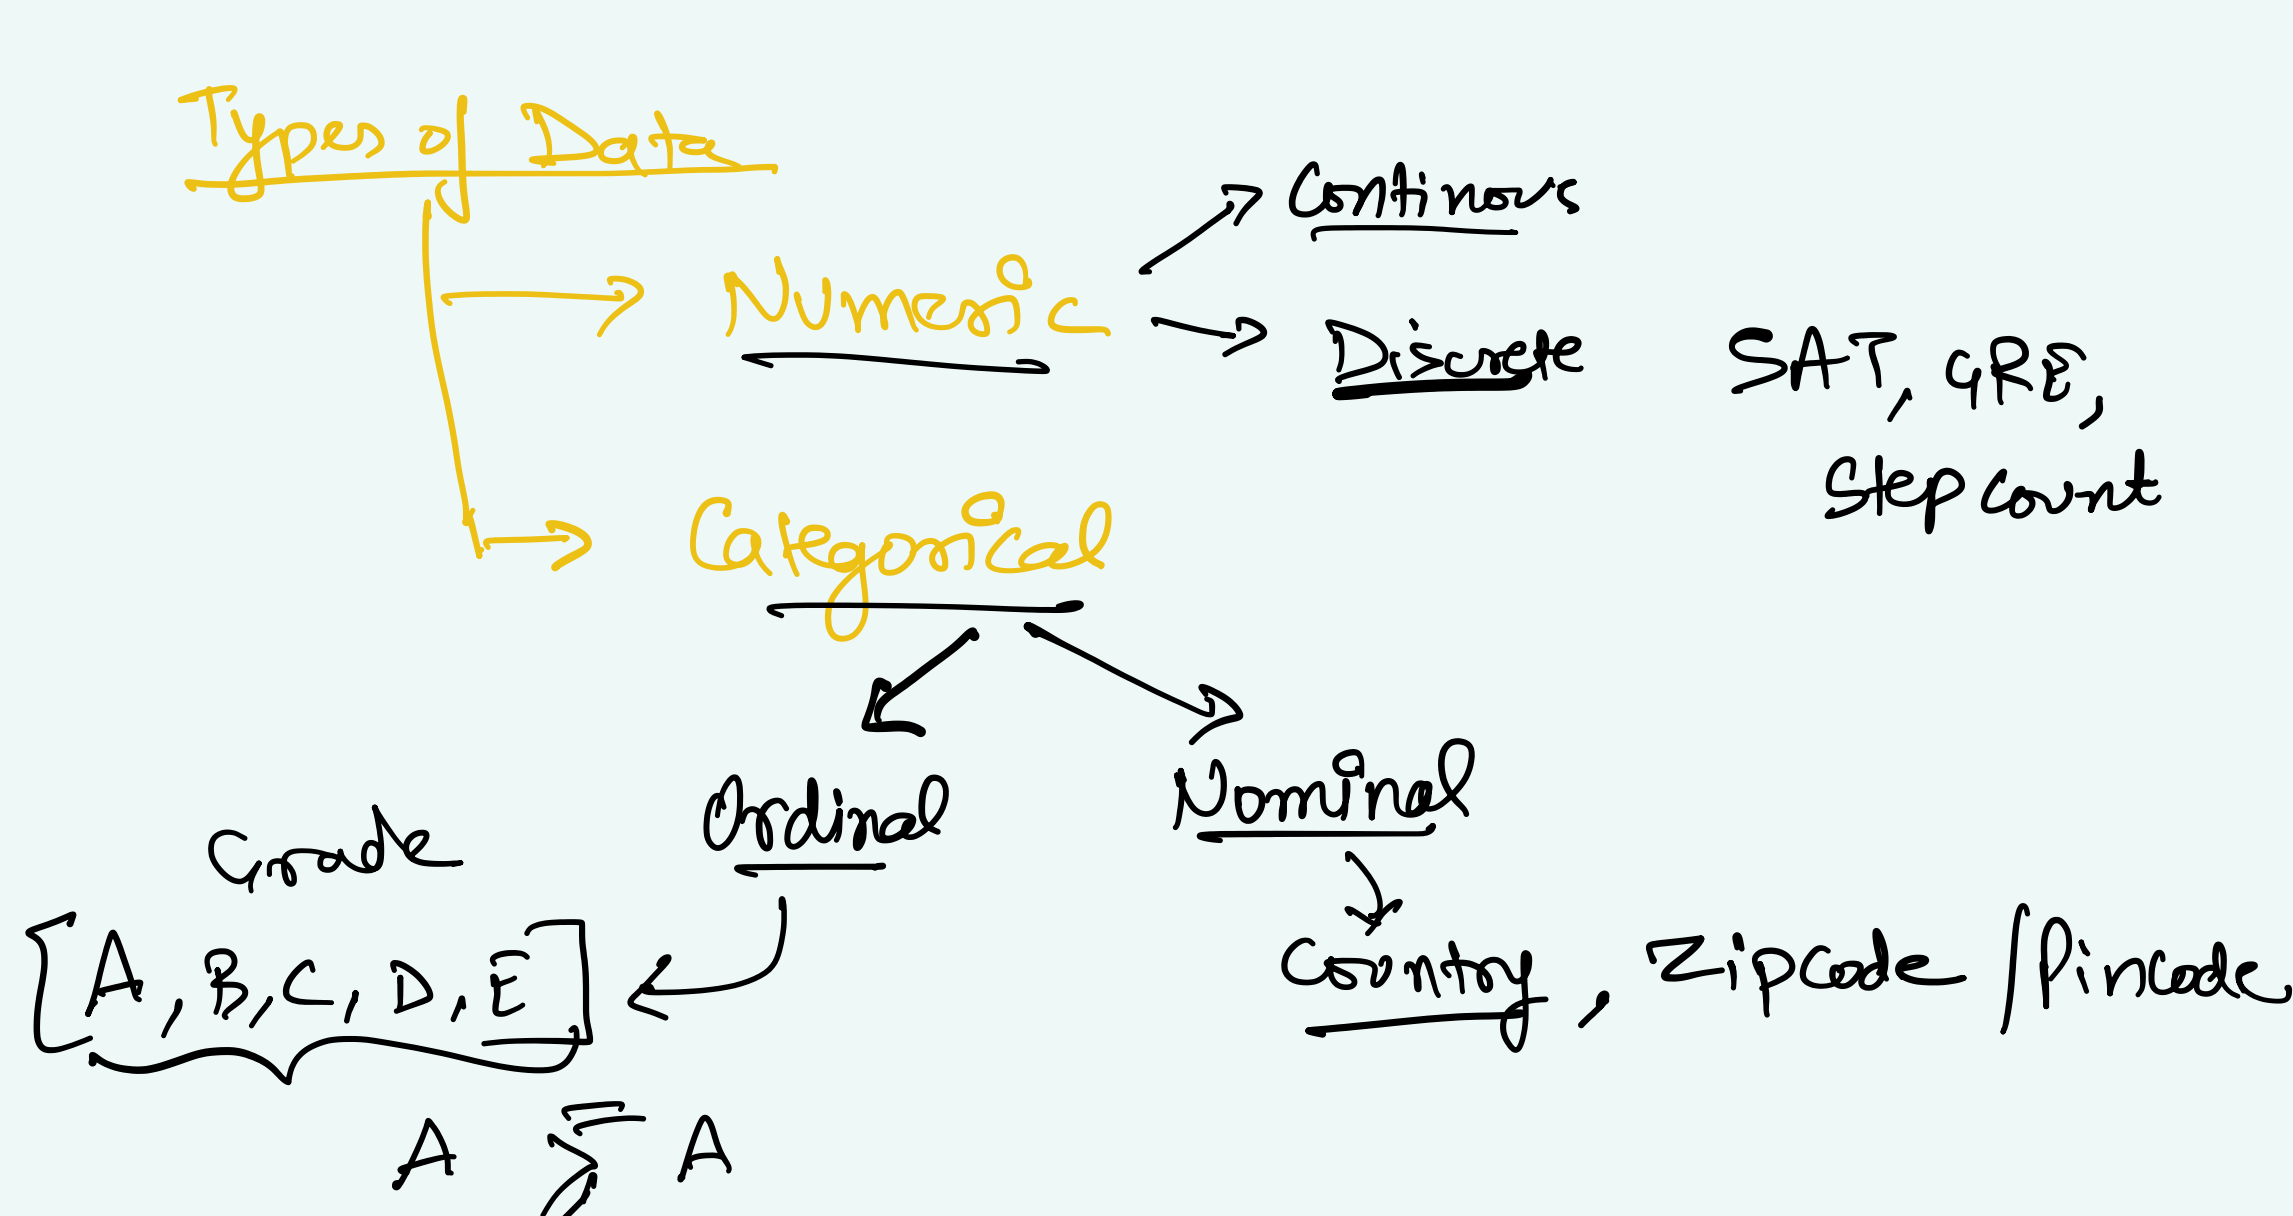 Types of Data
Continous
Numeric
Discrete
SAT, GRE,
Step count
Categorical
Ordinal
Nominal
Grade
[A, B, C, D, E]
Country, Zipcode / Pincode
A = > A